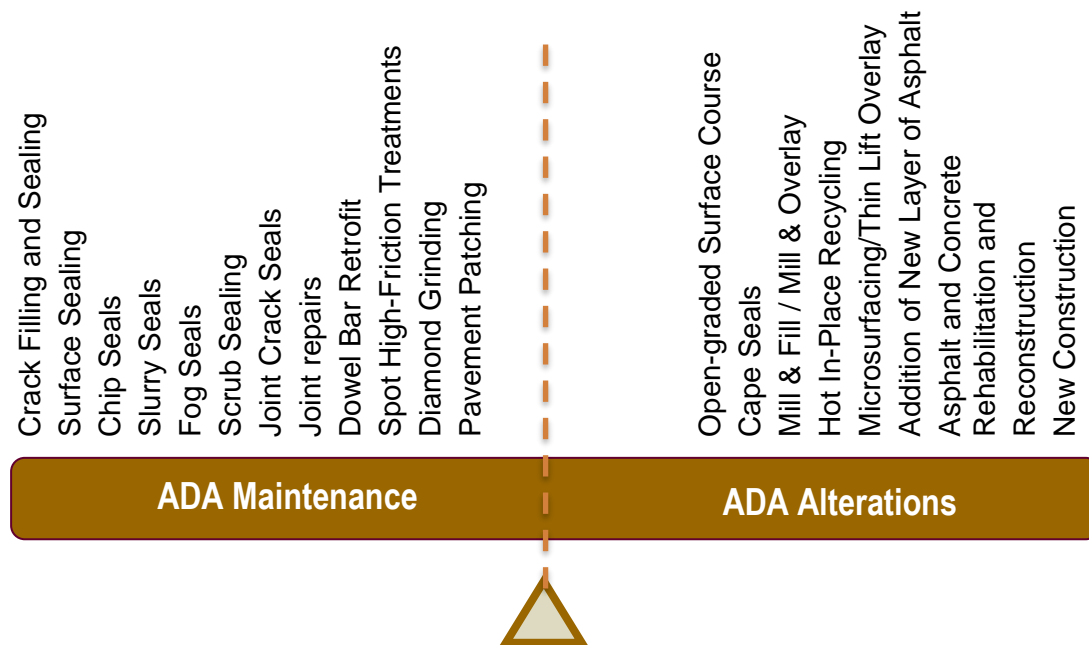 Crack Filling and Sealing
Surface Sealing
Chip Seals
Slurry Seals
Fog Seals
Scrub Sealing
Joint Crack Seals
Joint repairs
Dowel Bar Retrofit
Spot High-Friction Treatments
Diamond Grinding
Pavement Patching
Open-graded Surface Course
Cape Seals
Mill & Fill / Mill & Overlay
Hot In-Place Recycling
Microsurfacing/Thin Lift Overlay
Addition of New Layer of Asphalt
Asphalt and Concrete
Rehabilitation and
Reconstruction
New Construction
ADA Maintenance
ADA Alterations